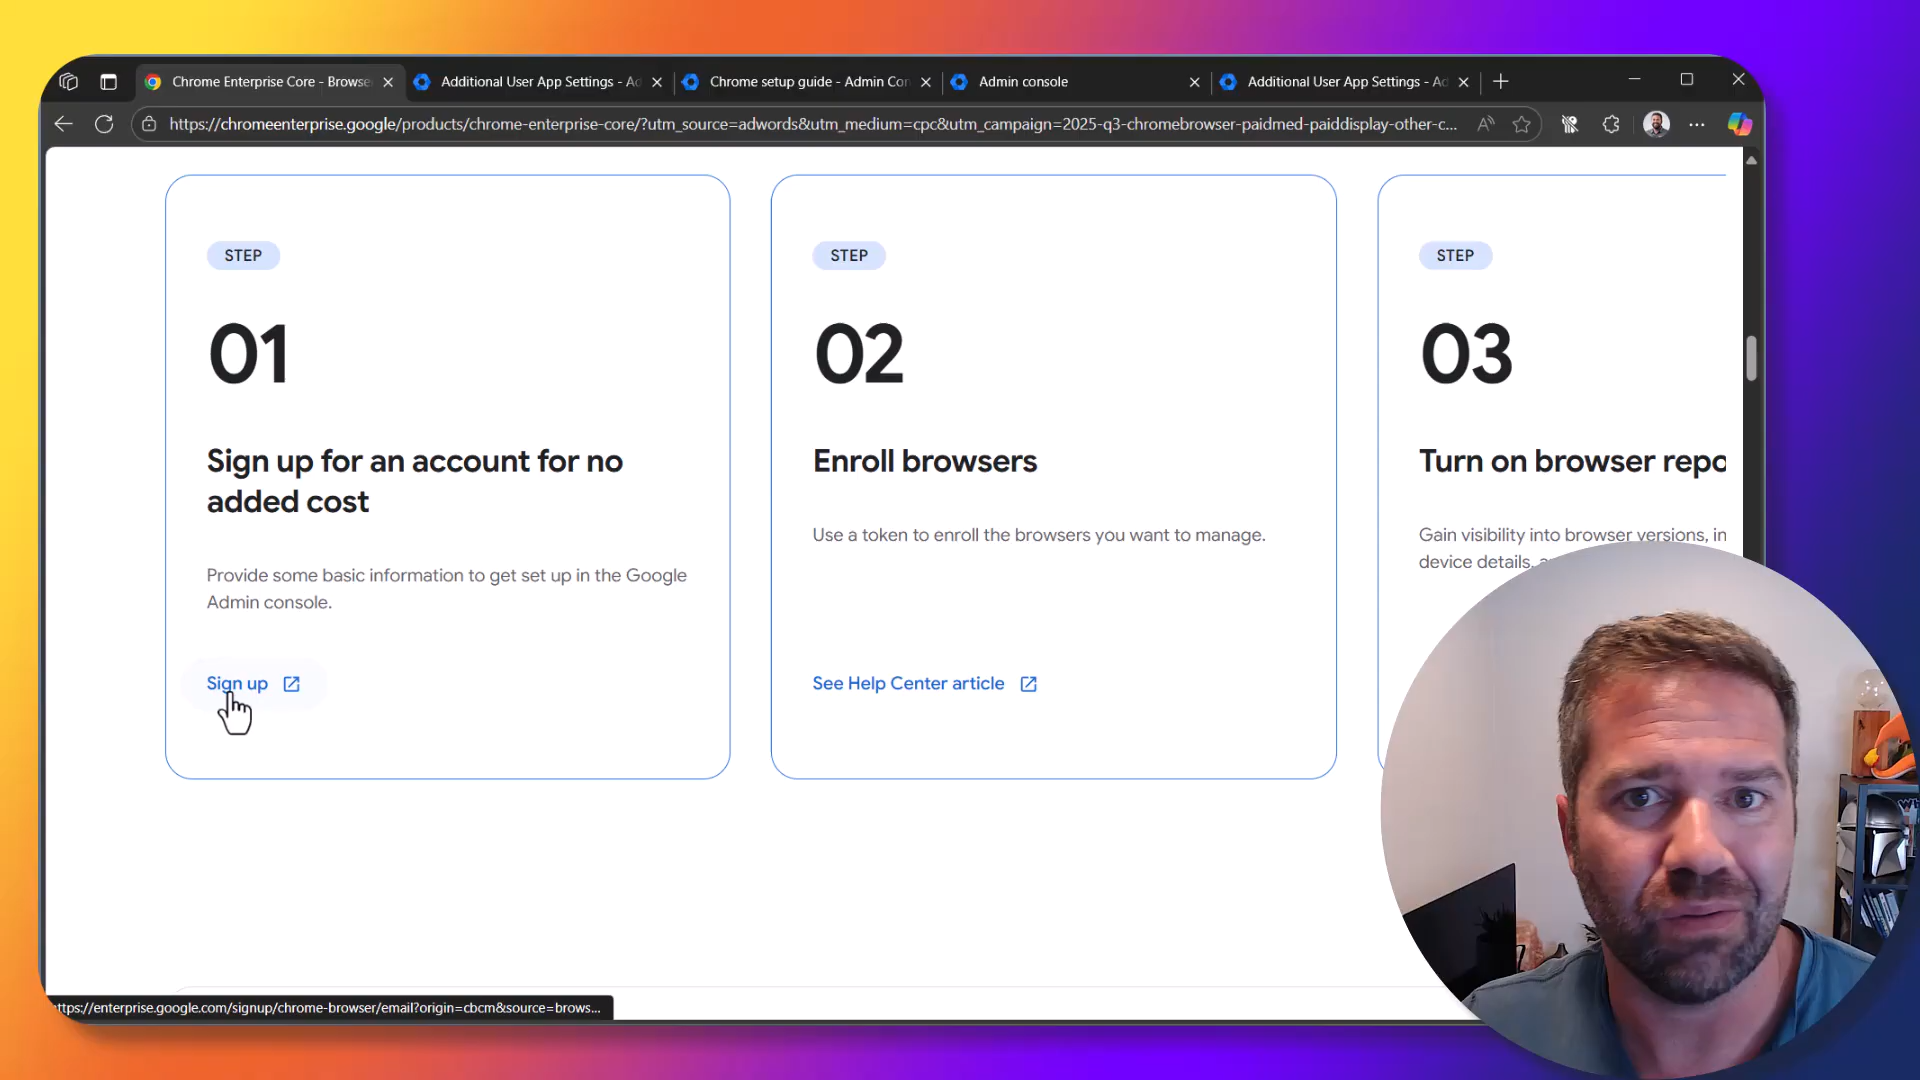 Chrome Enterprise Core - Browse
Additional User App Settings - Ad
Chrome setup guide - Admin Con
Admin console
Additional User App Settings - Ad
https://chromeenterprise.google/products/chrome-enterprise-core/?utm_source=adwords&utm_medium=cpc&utm_campaign=2025-q3-chromebrowser-paidmed-paiddisplay-other-c...
STEP
01
Sign up for an account for no
added cost
Provide some basic information to get set up in the Google
Admin console.
Sign up
STEP
02
Enroll browsers
Use a token to enroll the browsers you want to manage.
See Help Center article
STEP
03
Turn on browser repo
Gain visibility into browser versions, in
device details,
ttps://enterprise.google.com/signup/chrome-browser/email?origin=cbcm&source=brows...